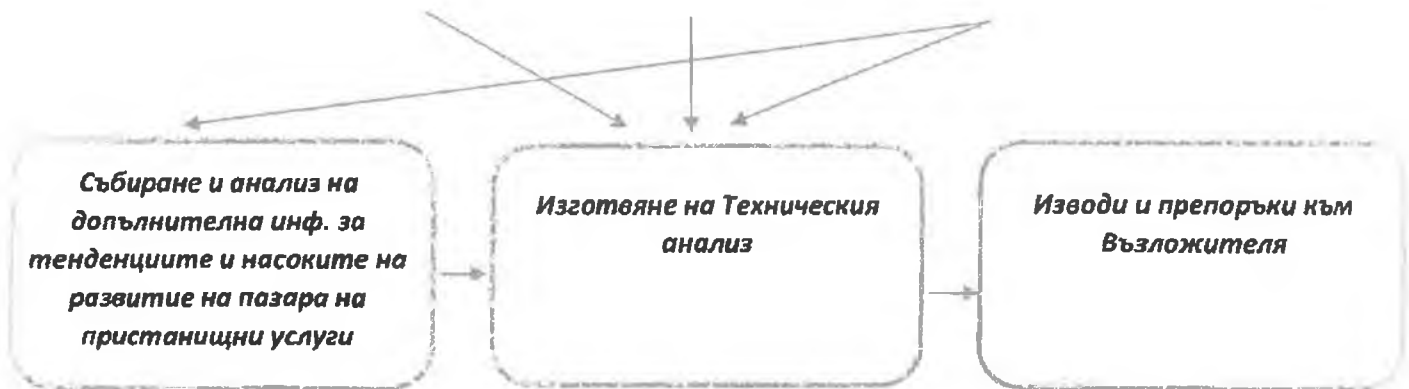 Събиране и анализ на
допълнителна инф. за
тенденциите и насоките на
развитие на пазара на
пристанищни услуги
Изготвяне на Техническия
анализ
Изводи и препоръки към
Възложителя